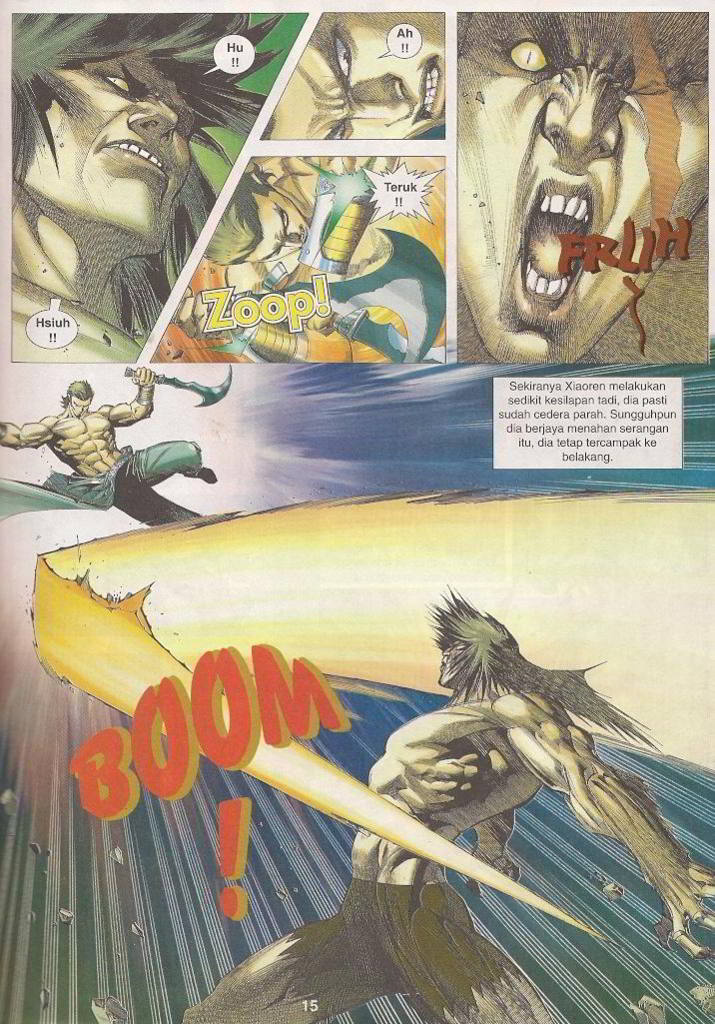 Hu
!!
Hsiuh
!!
Ah
!!
Teruk
!!
Zoop!
FRUH
Sekiranya Xiaoren melakukan
sedikit kesilapan tadi, dia pasti
sudah cedera parah. Sungguhpun
dia berjaya menahan serangan
itu, dia tetap tercampak ke
belakang.
BOOM
!
15